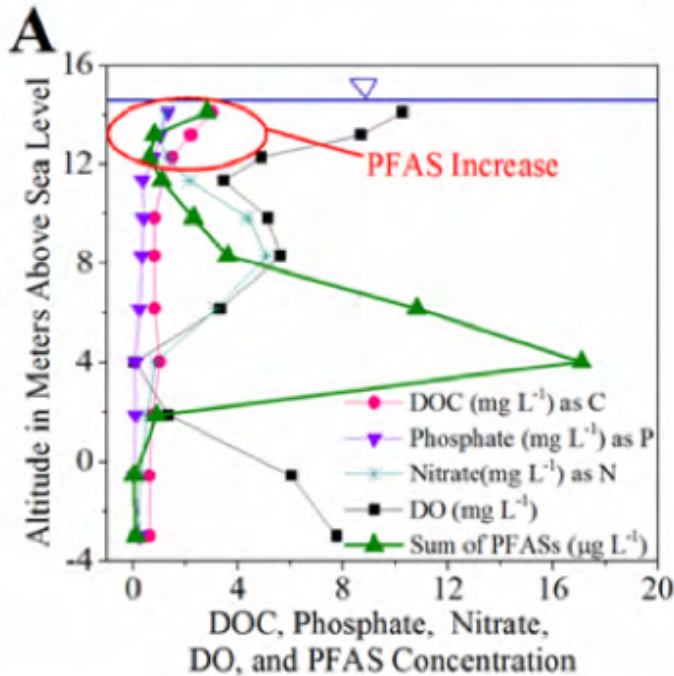 A
16
12
8
4
0
-4
Altitude in Meters Above Sea Level
PFAS Increase
DOC (mg L⁻¹) as C
Phosphate (mg L⁻¹) as P
Nitrate(mg L⁻¹) as N
DO (mg L⁻¹)
Sum of PFASs (μg L⁻¹)
0 4 8 12 16 20
DOC, Phosphate, Nitrate,
DO, and PFAS Concentration